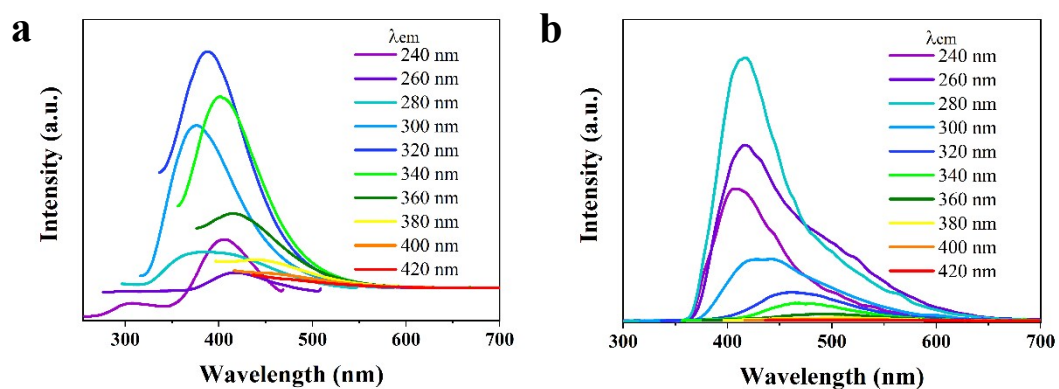 a
Intensity (a.u.)
λem
240 nm
260 nm
280 nm
300 nm
320 nm
340 nm
360 nm
380 nm
400 nm
420 nm
300 400 500 600 700
Wavelength (nm)
b
Intensity (a.u.)
λem
240 nm
260 nm
280 nm
300 nm
320 nm
340 nm
360 nm
380 nm
400 nm
420 nm
300 400 500 600 700
Wavelength (nm)